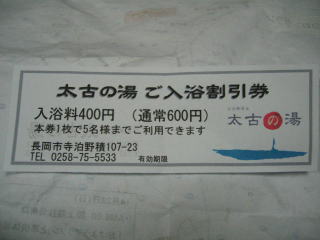 太古の湯 ご入浴割引券
入浴料400円 (通常600円)
本券1枚で5名様までご利用できます
太古の湯
長岡市寺泊野積107-23
TEL 0258-75-5533 有効期限